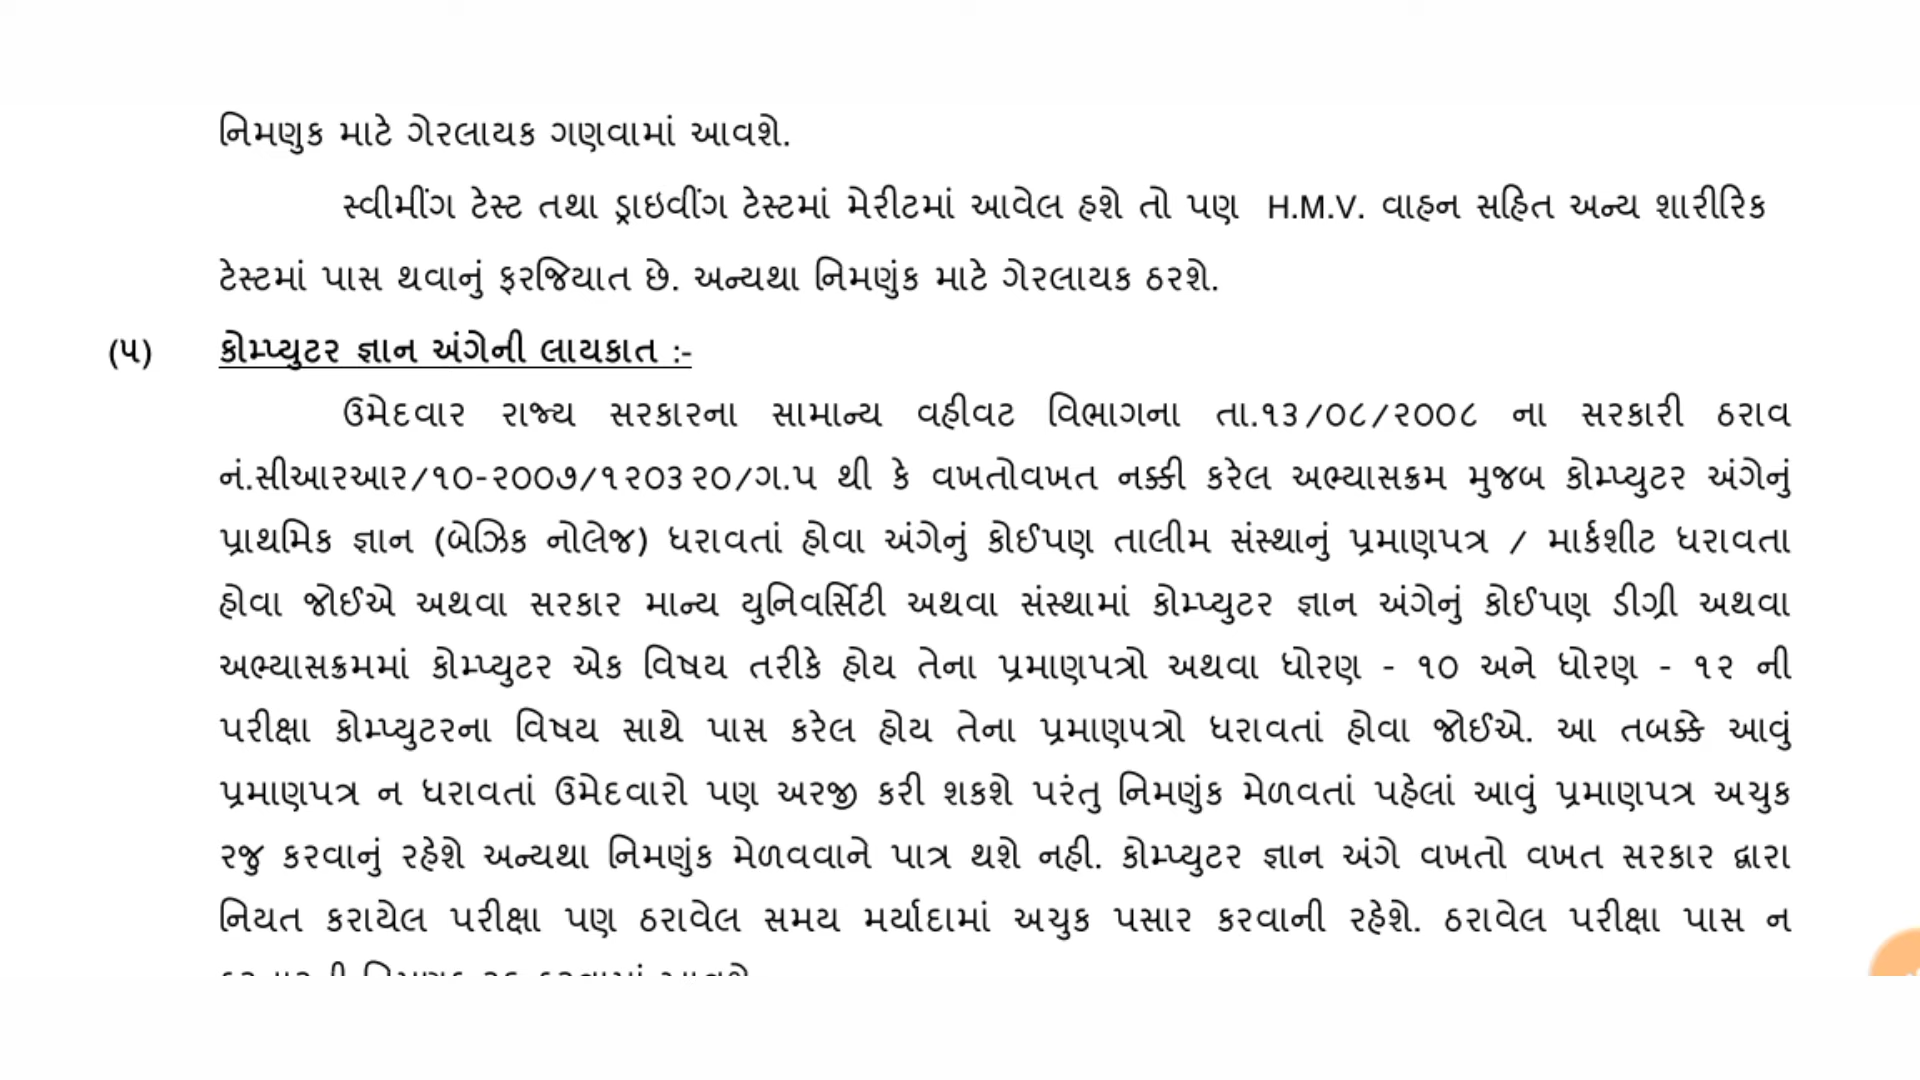 નિમણુક માટે ગેરલાયક ગણવામાં આવશે.
સ્વીમીંગ ટેસ્ટ તથા ડ્રાઇવીંગ ટેસ્ટમાં મેરીટમાં આવેલ હશે તો પણ H.M.V. વાહન સહિત અન્ય શારીરિક
ટેસ્ટમાં પાસ થવાનું ફરજિયાત છે. અન્યથા નિમણુંક માટે ગેરલાયક ઠરશે.
(૫) કોમ્પ્યુટર જ્ઞાન અંગેની લાયકાત :-
ઉમેદવાર રાજ્ય સરકારના સામાન્ય વહીવટ વિભાગના તા.૧૩/૦૮/૨૦૦૮ ના સરકારી ઠરાવ
નં.સીઆરઆર/૧૦-૨૦૦૭/૧૨૦૩૨૦/ગ.૫ થી કે વખતોવખત નક્કી કરેલ અભ્યાસક્રમ મુજબ કોમ્પ્યુટર અંગેનું
પ્રાથમિક જ્ઞાન (બેઝિક નોલેજ) ધરાવતાં હોવા અંગેનું કોઈપણ તાલીમ સંસ્થાનું પ્રમાણપત્ર / માર્કશીટ ધરાવતા
હોવા જોઈએ અથવા સરકાર માન્ય યુનિવર્સિટી અથવા સંસ્થામાં કોમ્પ્યુટર જ્ઞાન અંગેનું કોઈપણ ડીગ્રી અથવા
અભ્યાસક્રમમાં કોમ્પ્યુટર એક વિષય તરીકે હોય તેના પ્રમાણપત્રો અથવા ધોરણ - ૧૦ અને ધોરણ - ૧૨ ની
પરીક્ષા કોમ્પ્યુટરના વિષય સાથે પાસ કરેલ હોય તેના પ્રમાણપત્રો ધરાવતાં હોવા જોઈએ. આ તબક્કે આવું
પ્રમાણપત્ર ન ધરાવતાં ઉમેદવારો પણ અરજી કરી શકશે પરંતુ નિમણુંક મેળવતાં પહેલાં આવું પ્રમાણપત્ર અચુક
રજુ કરવાનું રહેશે અન્યથા નિમણુંક મેળવવાને પાત્ર થશે નહી. કોમ્પ્યુટર જ્ઞાન અંગે વખતો વખત સરકાર દ્વારા
નિયત કરાયેલ પરીક્ષા પણ ઠરાવેલ સમય મર્યાદામાં અચુક પસાર કરવાની રહેશે. ઠરાવેલ પરીક્ષા પાસ ન